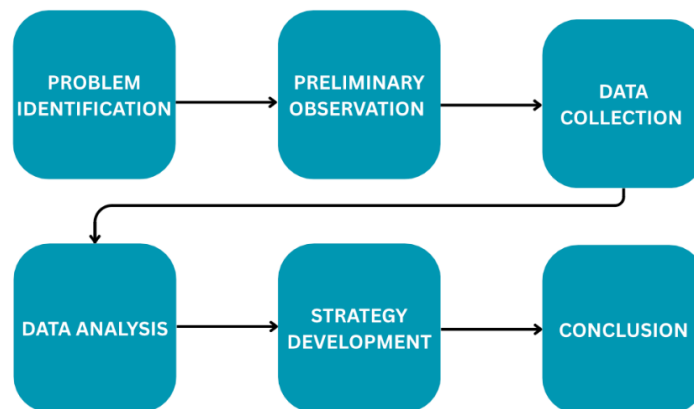 PROBLEM
IDENTIFICATION
PRELIMINARY
OBSERVATION
DATA
COLLECTION
DATA ANALYSIS
STRATEGY
DEVELOPMENT
CONCLUSION